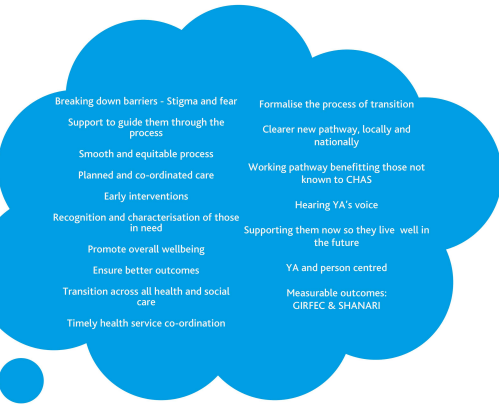 Breaking down barriers - Stigma and fear
Support to guide them through the
process
Smooth and equitable process
Planned and co-ordinated care
Early interventions
Recognition and characterisation of those
in need
Promote overall wellbeing
Ensure better outcomes
Transition across all health and social
care
Timely health service co-ordination
Formalise the process of transition
Clearer new pathway, locally and
nationally
Working pathway benefitting those not
known to CHAS
Hearing YA's voice
Supporting them now so they live well in
the future
YA and person centred
Measurable outcomes:
GIRFEC & SHANARI